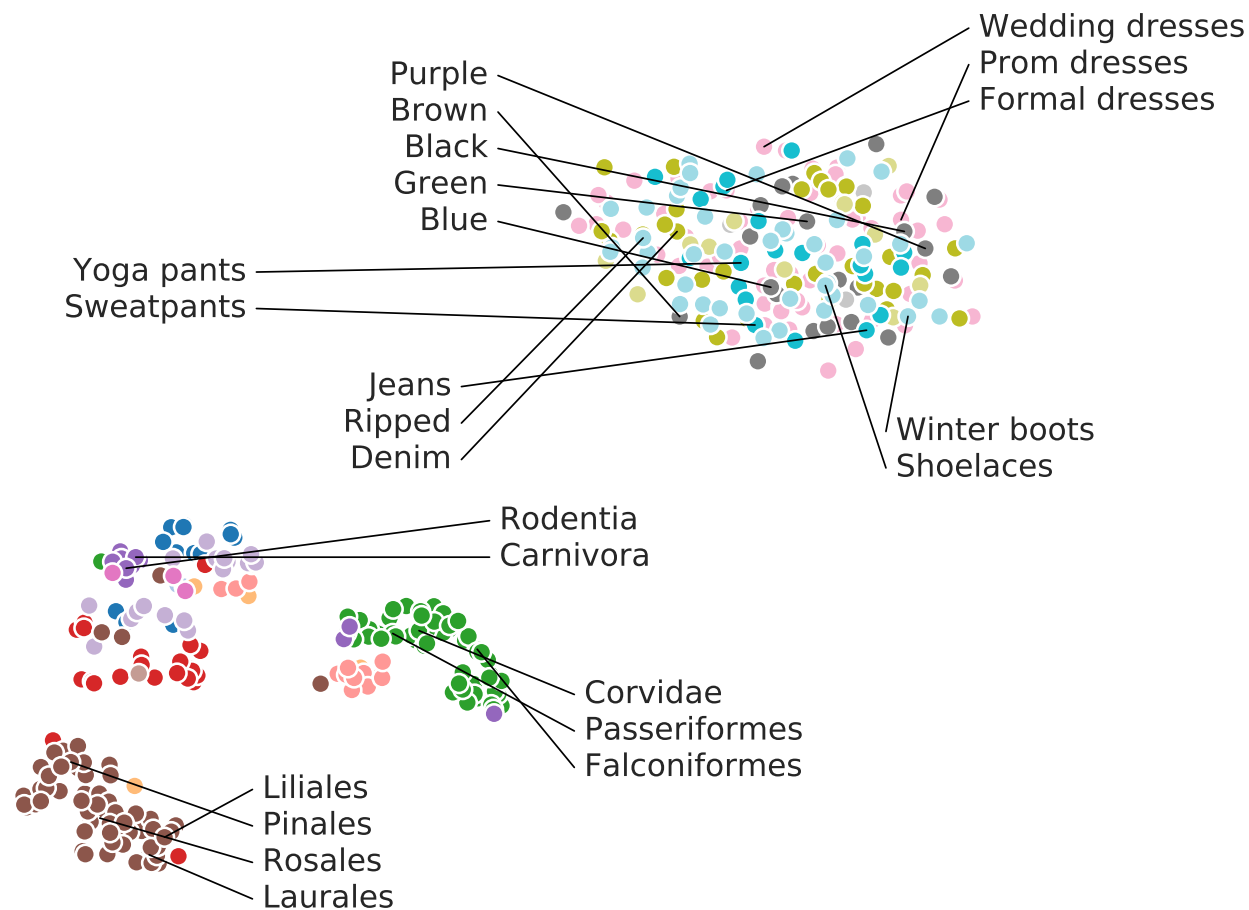 Wedding dresses
Prom dresses
Formal dresses
Purple
Brown
Black
Green
Blue
Yoga pants
Sweatpants
Jeans
Ripped
Denim
Winter boots
Shoelaces
Rodentia
Carnivora
Corvidae
Passeriformes
Falconiformes
Liliales
Pinales
Rosales
Laurales